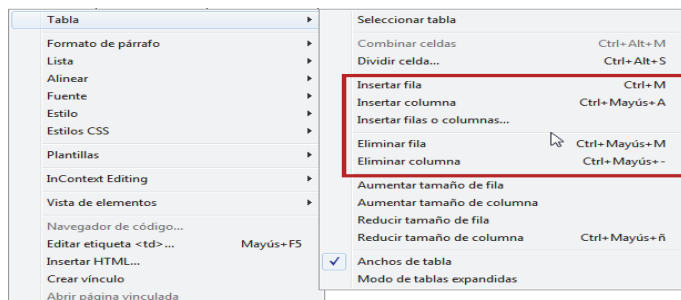 Tabla
Formato de párrafo
Lista
Alinear
Fuente
Estilo
Estilos CSS
Plantillas
InContext Editing
Vista de elementos
Navegador de código...
Editar etiqueta <td>... Mayús+F5
Insertar HTML...
Crear vínculo
Abrir página vinculada
Seleccionar tabla
Combinar celdas Ctrl+Alt+M
Dividir celda... Ctrl+Alt+S
Insertar fila Ctrl+M
Insertar columna Ctrl+Mayús+A
Insertar filas o columnas...
Eliminar fila Ctrl+Mayús+M
Eliminar columna Ctrl+Mayús+-
Aumentar tamaño de fila
Aumentar tamaño de columna
Reducir tamaño de fila
Reducir tamaño de columna Ctrl+Mayús+ñ
Anchos de tabla
Modo de tablas expandidas